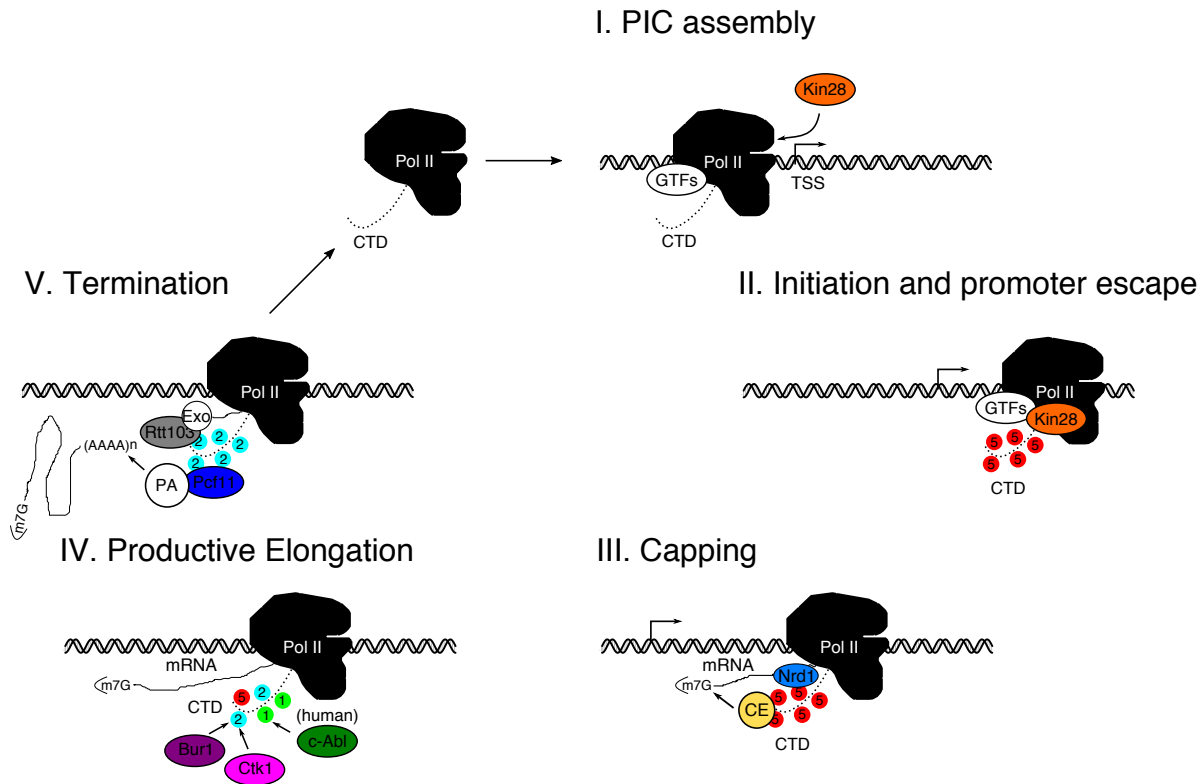 I. PIC assembly
Kin28
Pol II
Pol II
GTFs
TSS
CTD
CTD
V. Termination
II. Initiation and promoter escape
Pol II
Pol II
Exo
Rtt103
GTFs
Kin28
2 2 2 2 2
5 5 5 5 5 5
(AAAA)n
PA
Pcf11
CTD
m7G
IV. Productive Elongation
III. Capping
Pol II
Pol II
mRNA
mRNA
m7G
m7G
Nrd1
CTD
5 2 1
2 1
(human)
CE
5 5 5 5 5
Bur1
c-Abl
CTD
Ctk1